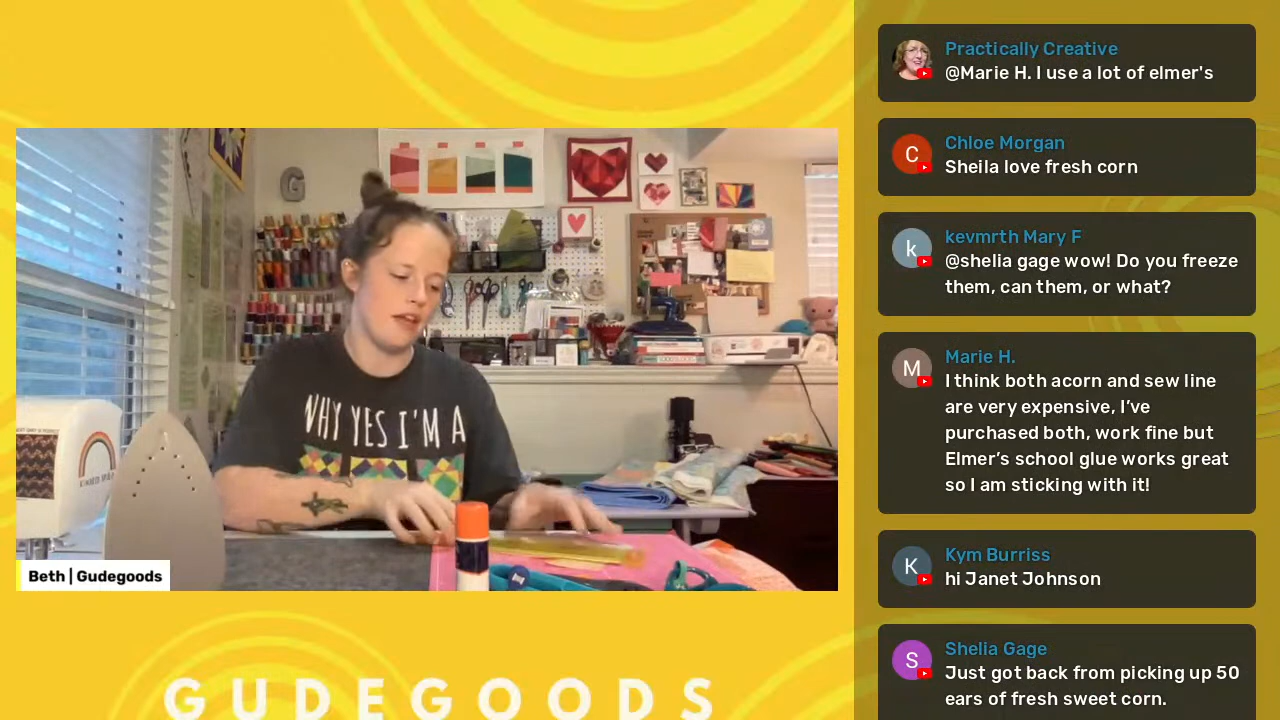 Practically Creative
@Marie H. I use a lot of elmer's
C
Chloe Morgan
Sheila love fresh corn
k
kevmrth Mary F
@shelia gage wow! Do you freeze
them, can them, or what?
M
Marie H.
I think both acorn and sew line
are very expensive, I’ve
purchased both, work fine but
Elmer’s school glue works great
so I am sticking with it!
K
Kym Burriss
hi Janet Johnson
S
Shelia Gage
Just got back from picking up 50
ears of fresh sweet corn.
G
WHY YES I'M A
Beth | Gudegoods
GUDEGOODS